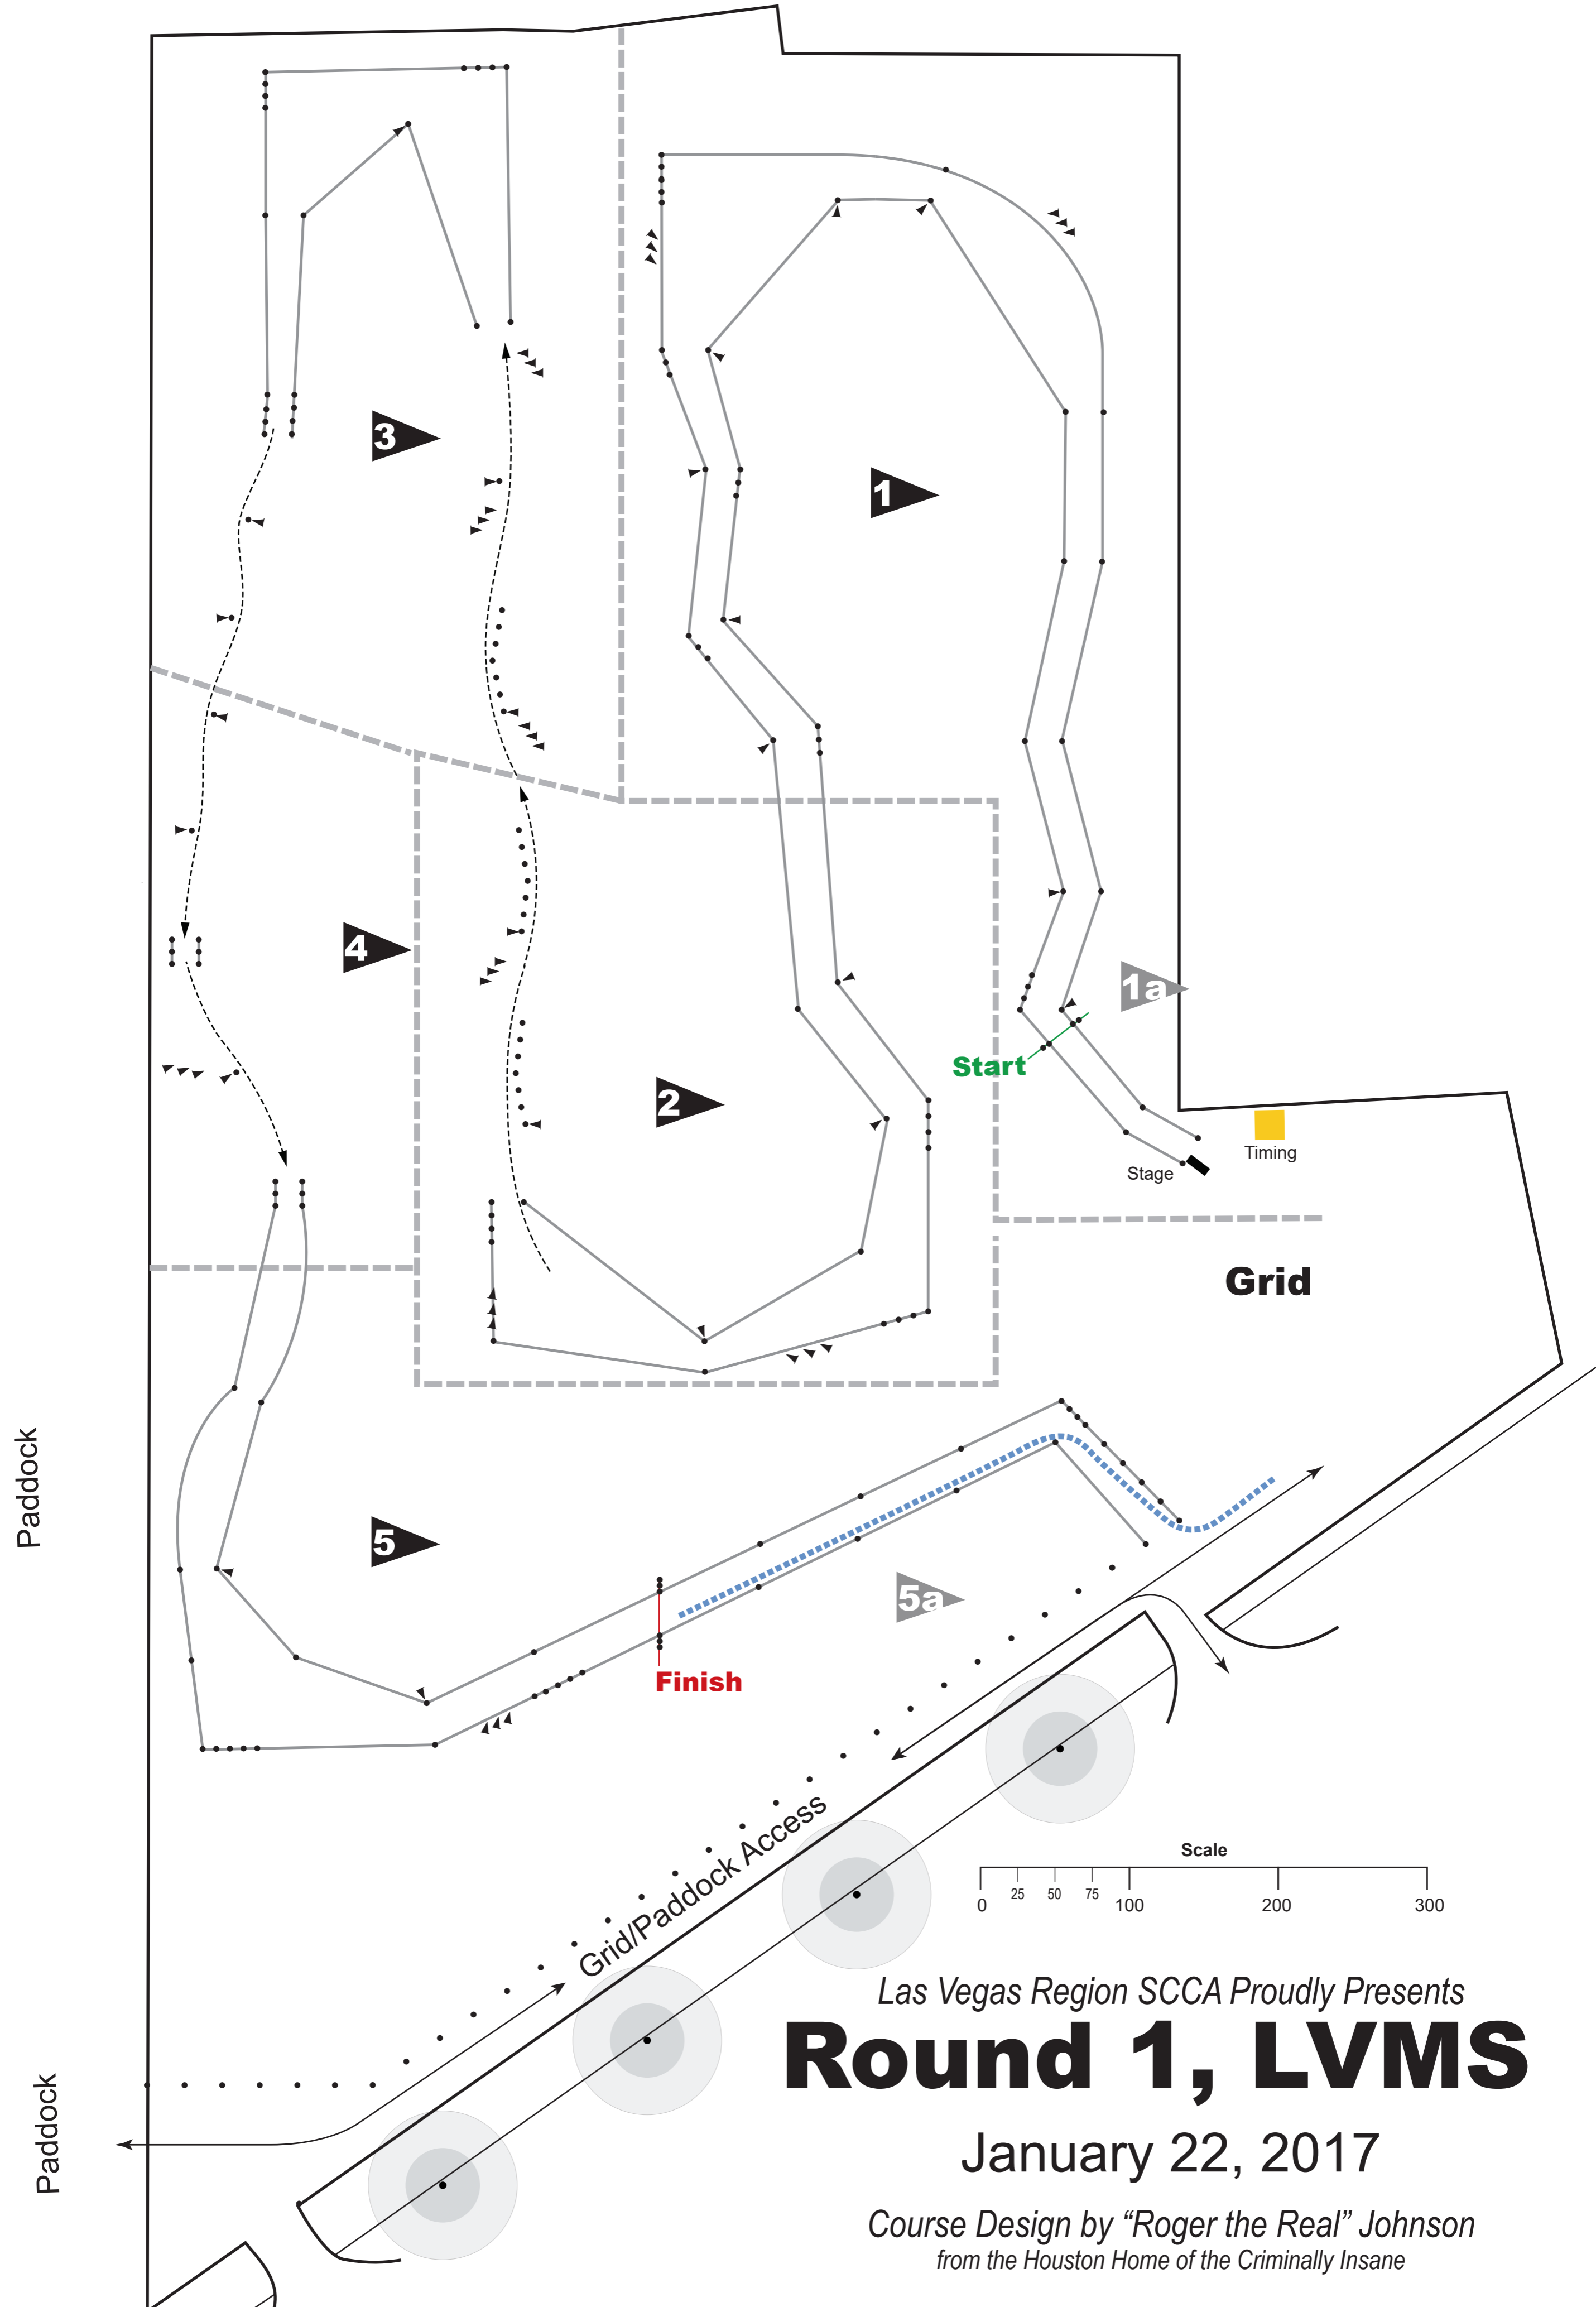 3
1
4
1a
Start
2
Timing
Stage
Grid
Paddock
5
5a
Finish
Grid/Paddock Access
Scale
0 25 50 75 100 200 300
Las Vegas Region SCCA Proudly Presents
Round 1, LVMS
January 22, 2017
Paddock
Course Design by “Roger the Real” Johnson
from the Houston Home of the Criminally Insane